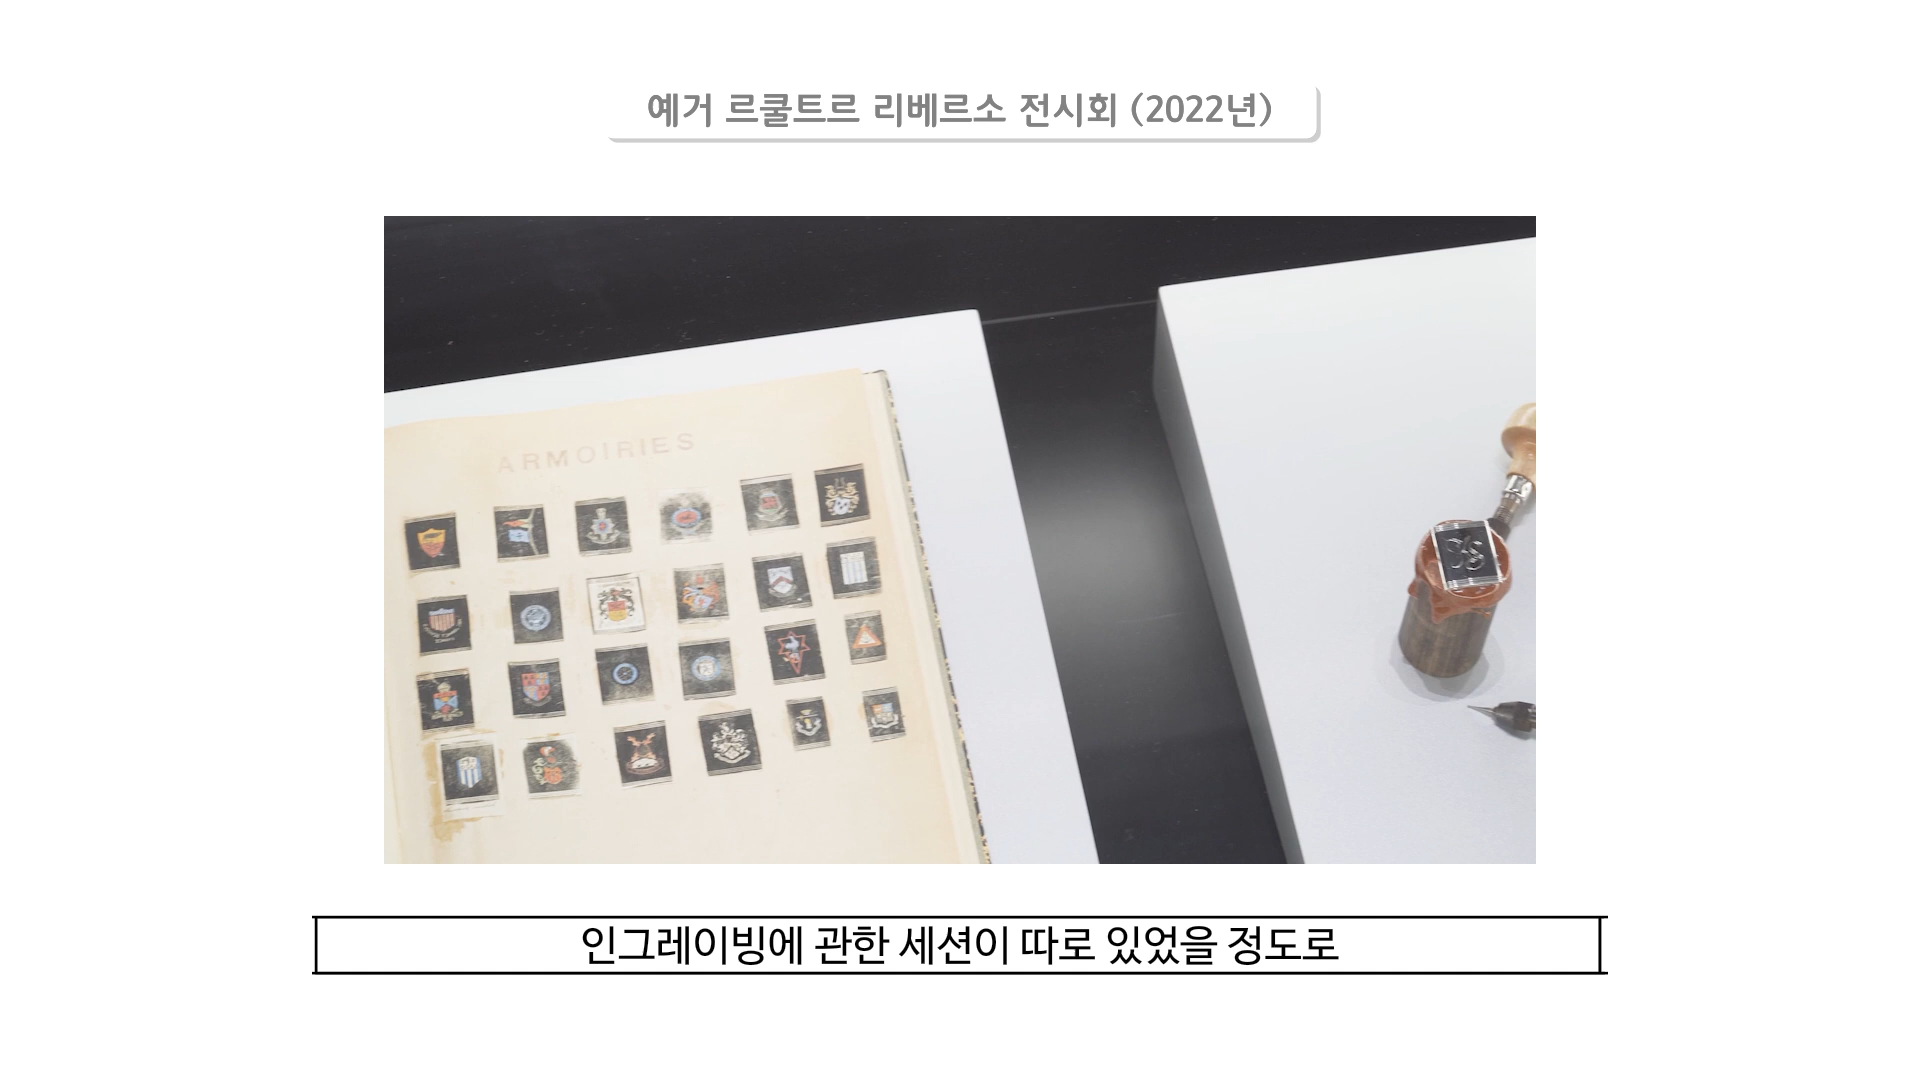 예거 르쿨트르 리베르소 전시회 (2022년)
ARMOIRIES
인그레이빙에 관한 세션이 따로 있었을 정도로